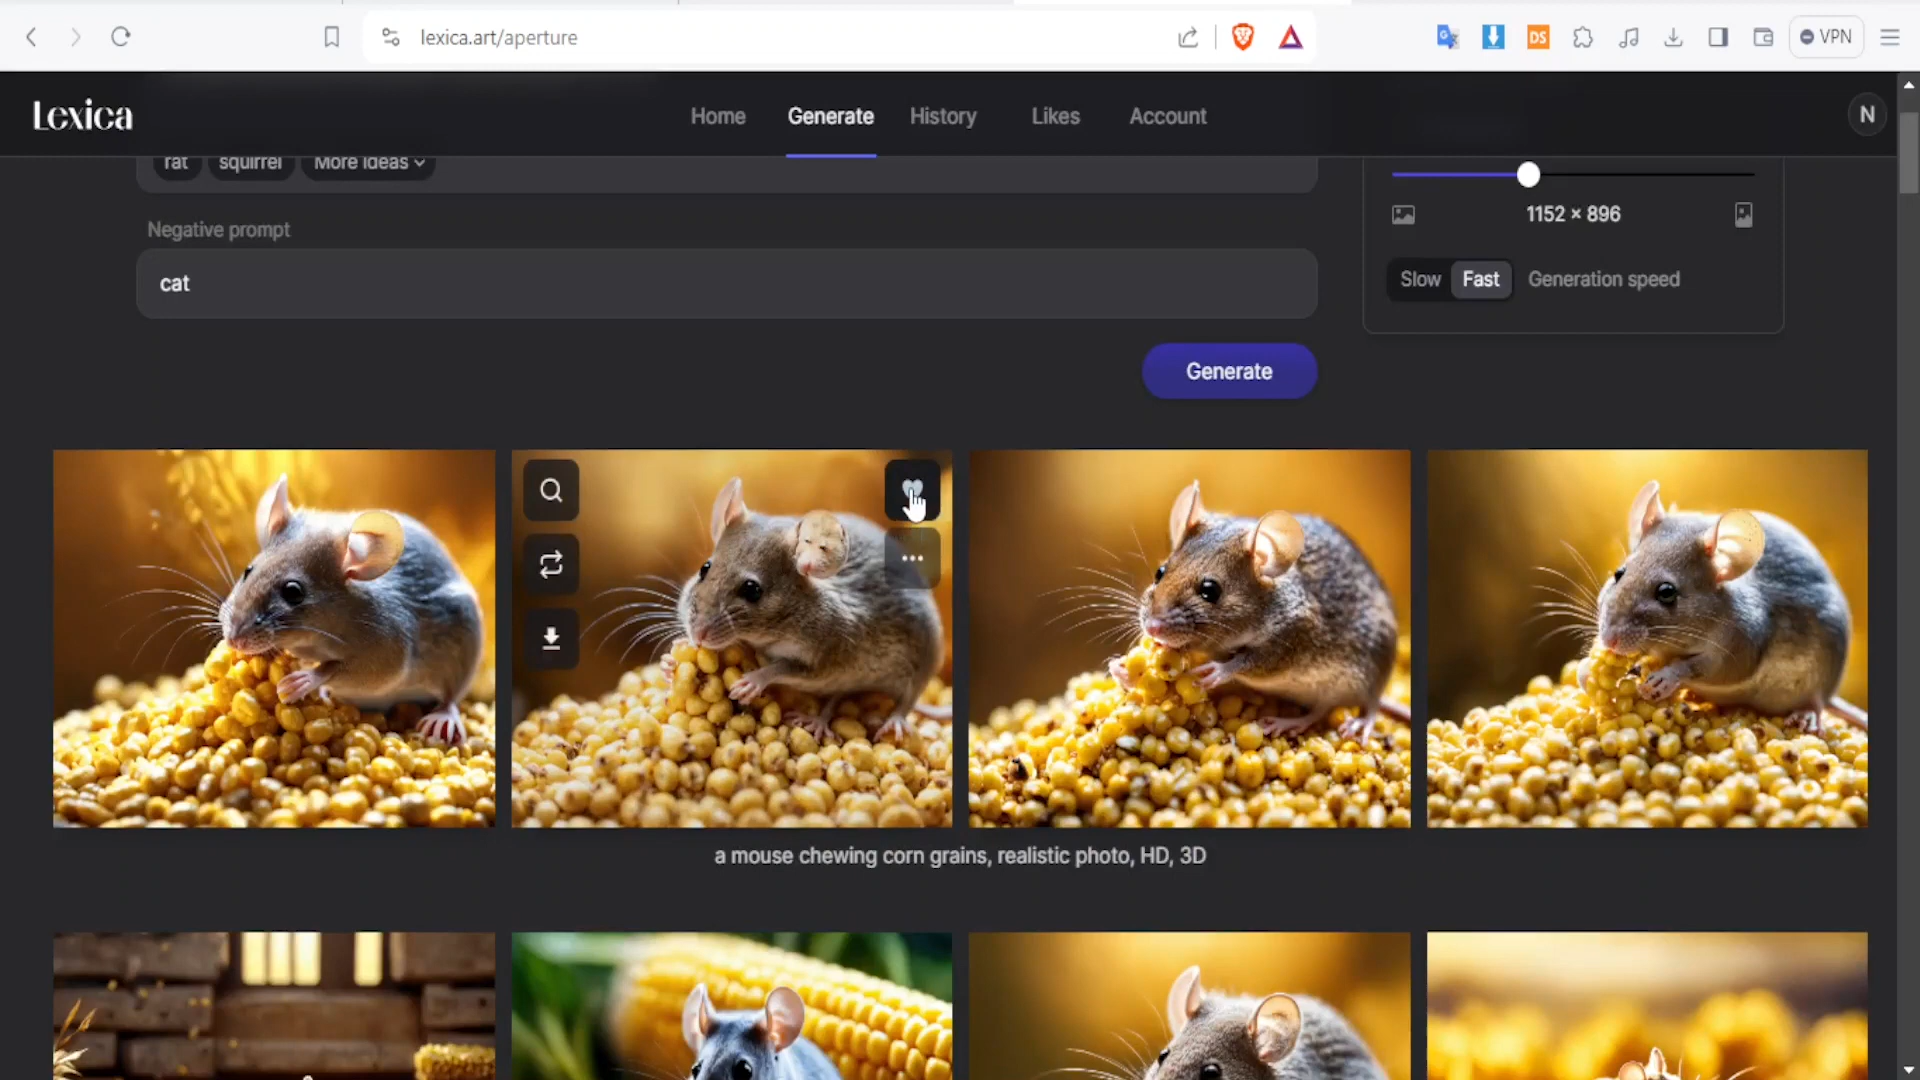 lexica.art/aperture
DS
VPN
Lexica
Home
Generate
History
Likes
Account
N
rat
squirrel
More ideas
1152 × 896
Negative prompt
cat
Slow
Fast
Generation speed
Generate
a mouse chewing corn grains, realistic photo, HD, 3D